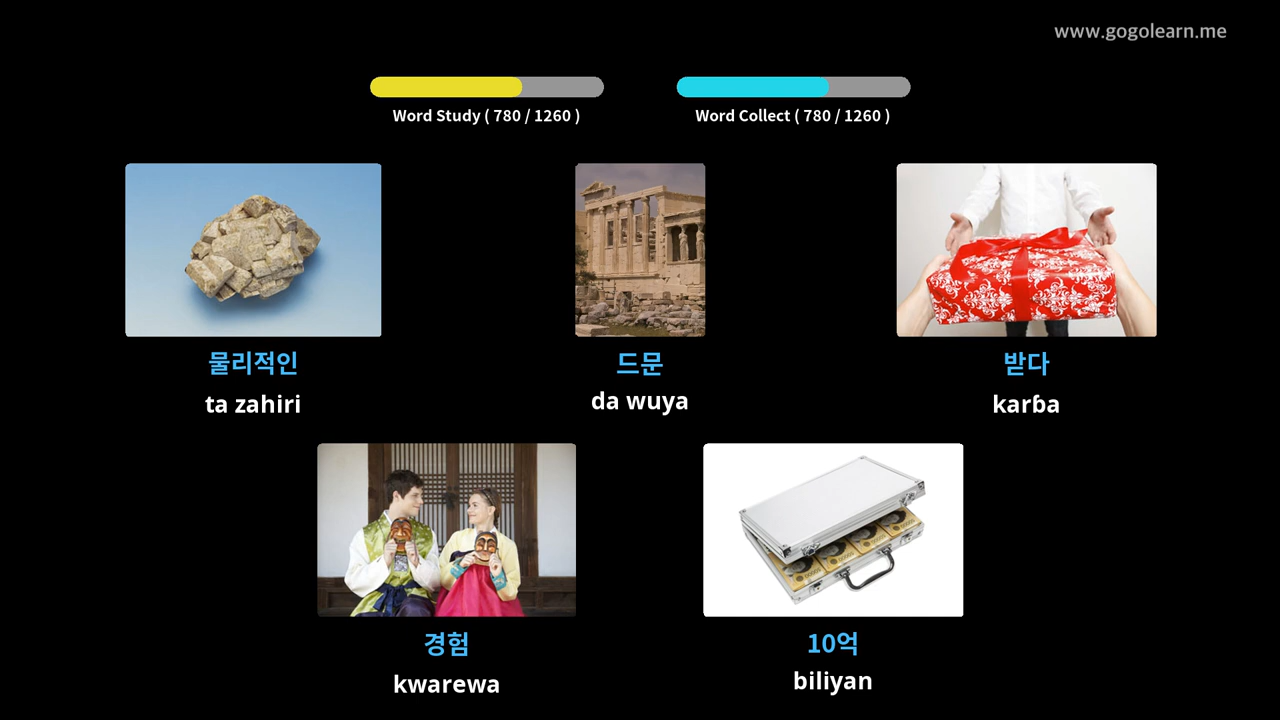 www.gogolearn.me
Word Study ( 780 / 1260 )
Word Collect ( 780 / 1260 )
물리적인
ta zahiri
드문
da wuya
받다
karɓa
경험
kwarewa
10억
biliyan